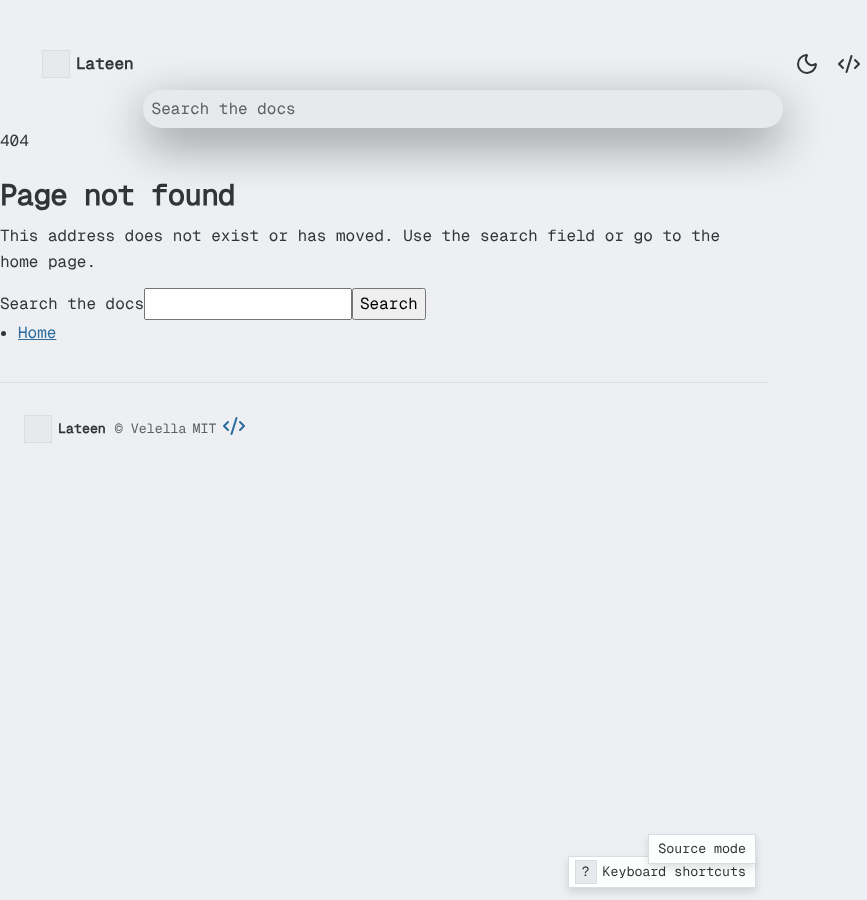 Lateen
Search the docs
404
Page not found
This address does not exist or has moved. Use the search field or go to the
home page.
Search the docs Search
Home
Lateen © Velella MIT
Source mode
? Keyboard shortcuts